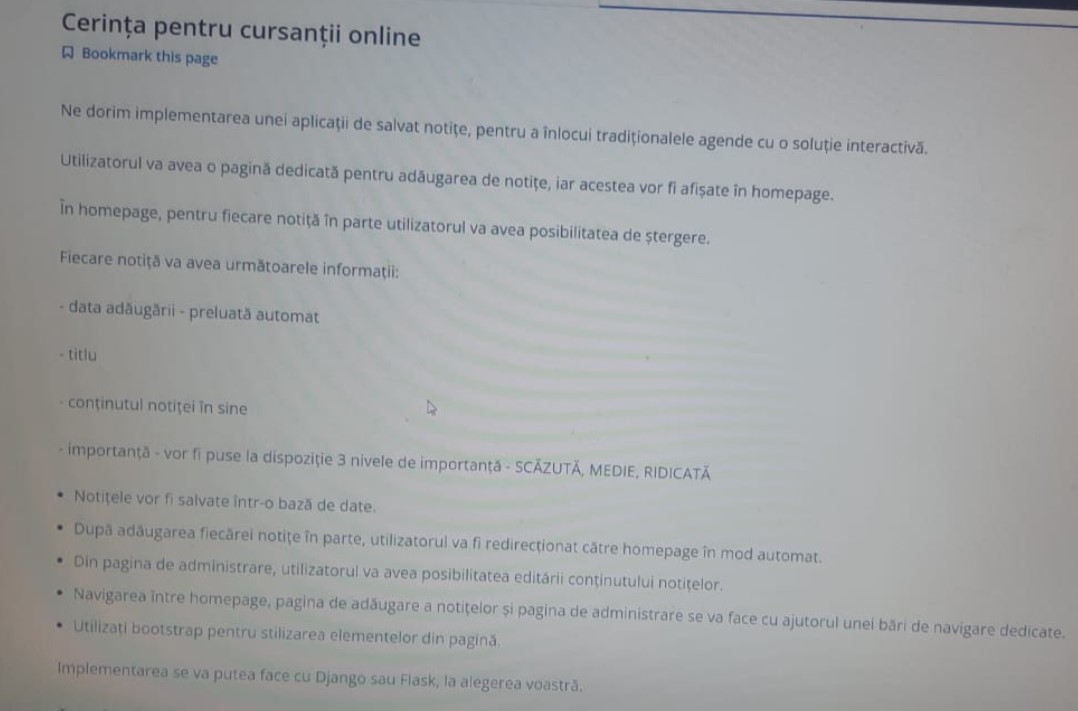 Cerința pentru cursanții online
Bookmark this page
Ne dorim implementarea unei aplicații de salvat notițe, pentru a înlocui tradiționalele agende cu o soluție interactivă.
Utilizatorul va avea o pagină dedicată pentru adăugarea de notițe, iar acestea vor fi afișate în homepage.
În homepage, pentru fiecare notiță în parte utilizatorul va avea posibilitatea de ștergere.
Fiecare notiță va avea următoarele informații:
- data adăugării - preluată automat
- titlu
- conținutul notiței în sine
- importanță - vor fi puse la dispoziție 3 nivele de importanță - SCĂZUTĂ, MEDIE, RIDICATĂ
• Notițele vor fi salvate într-o bază de date.
• După adăugarea fiecărei notițe în parte, utilizatorul va fi redirecționat către homepage în mod automat.
• Din pagina de administrare, utilizatorul va avea posibilitatea editării conținutului notițelor.
• Navigarea între homepage, pagina de adăugare a notițelor și pagina de administrare se va face cu ajutorul unei bări de navigare dedicate.
• Utilizați bootstrap pentru stilizarea elementelor din pagină.
Implementarea se va putea face cu Django sau Flask, la alegerea voastră.